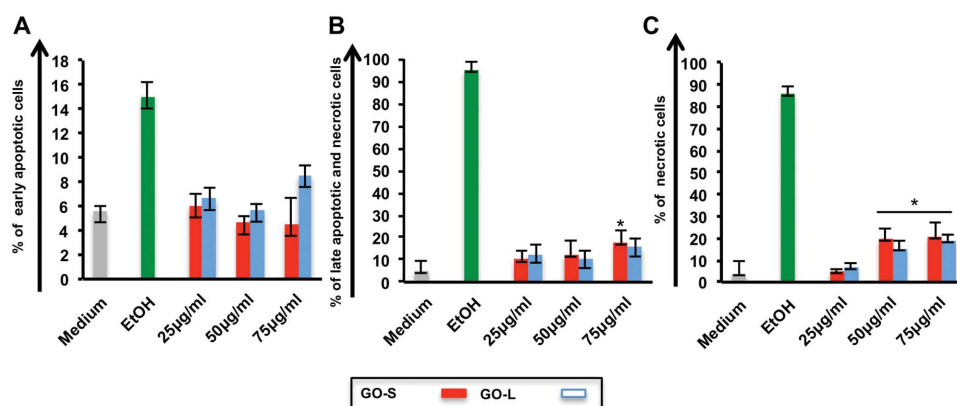 A
% of early apoptotic cells
18
16
14
12
10
8
6
4
2
0
Medium
EtOH
25µg/ml
50µg/ml
75µg/ml
B
% of late apoptotic and necrotic cells
100
90
80
70
60
50
40
30
20
10
0
*
Medium
EtOH
25µg/ml
50µg/ml
75µg/ml
C
% of necrotic cells
100
90
80
70
60
50
40
30
20
10
0
*
Medium
EtOH
25µg/ml
50µg/ml
75µg/ml
GO-S GO-L